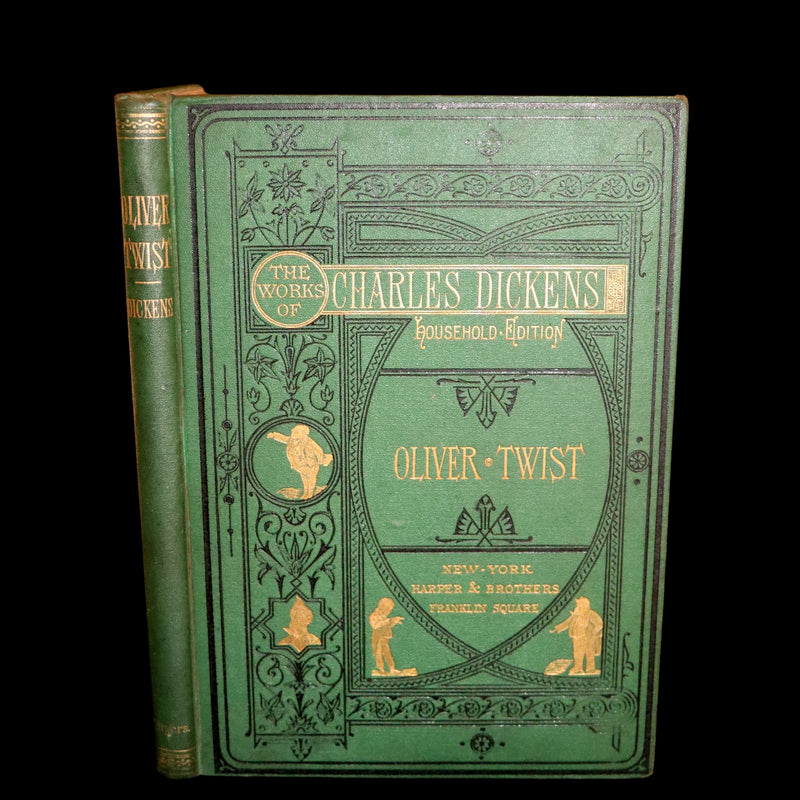 OLIVER
TWIST
DICKENS
THE
WORKS
OF
CHARLES DICKENS
HOUSEHOLD · EDITION
OLIVER · TWIST
NEW-YORK
HARPER & BROTHERS
FRANKLIN SQUARE